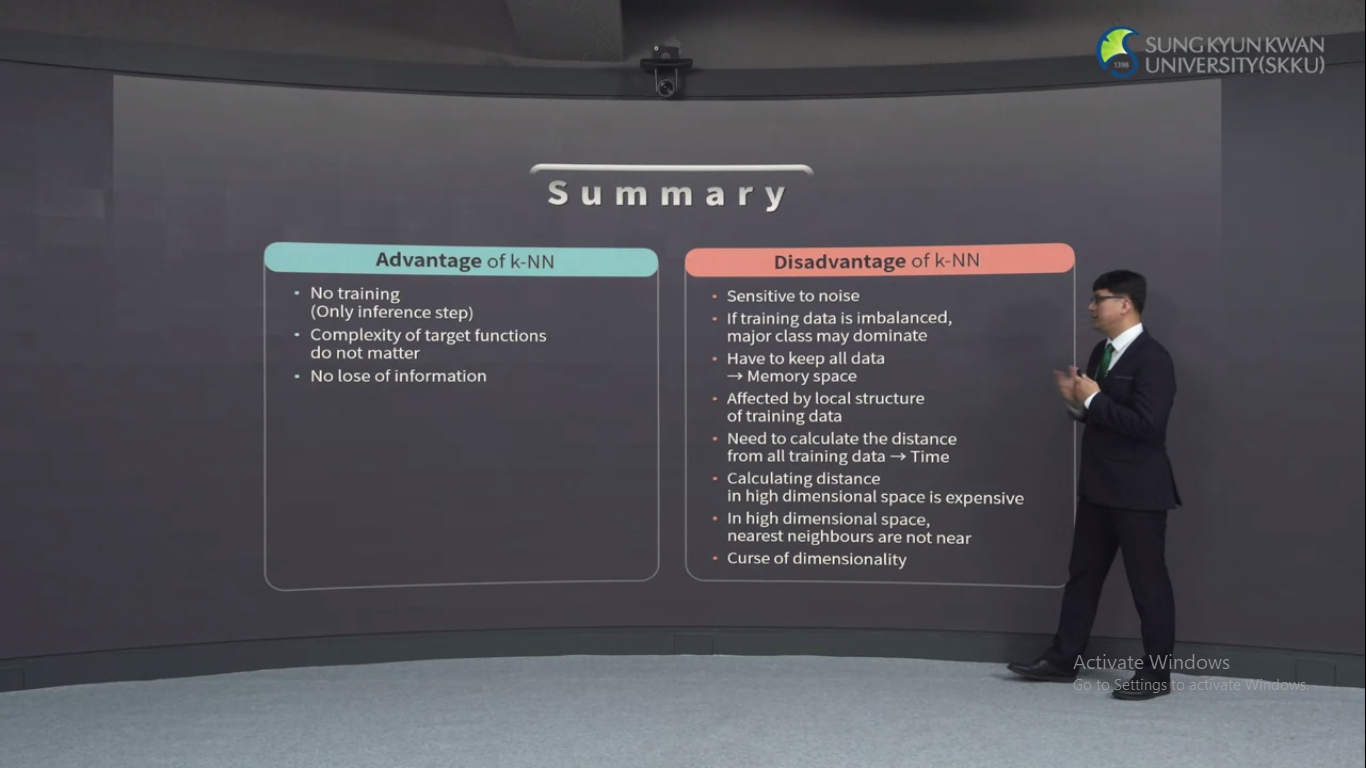 SUNG KYUN KWAN
UNIVERSITY(SKKU)
1398
Summary
Advantage of k-NN
• No training
(Only inference step)
• Complexity of target functions
do not matter
• No lose of information
Disadvantage of k-NN
• Sensitive to noise
• If training data is imbalanced,
major class may dominate
• Have to keep all data
→ Memory space
• Affected by local structure
of training data
• Need to calculate the distance
from all training data → Time
• Calculating distance
in high dimensional space is expensive
• In high dimensional space,
nearest neighbours are not near
• Curse of dimensionality
Activate Windows
Go to Settings to activate Windows.